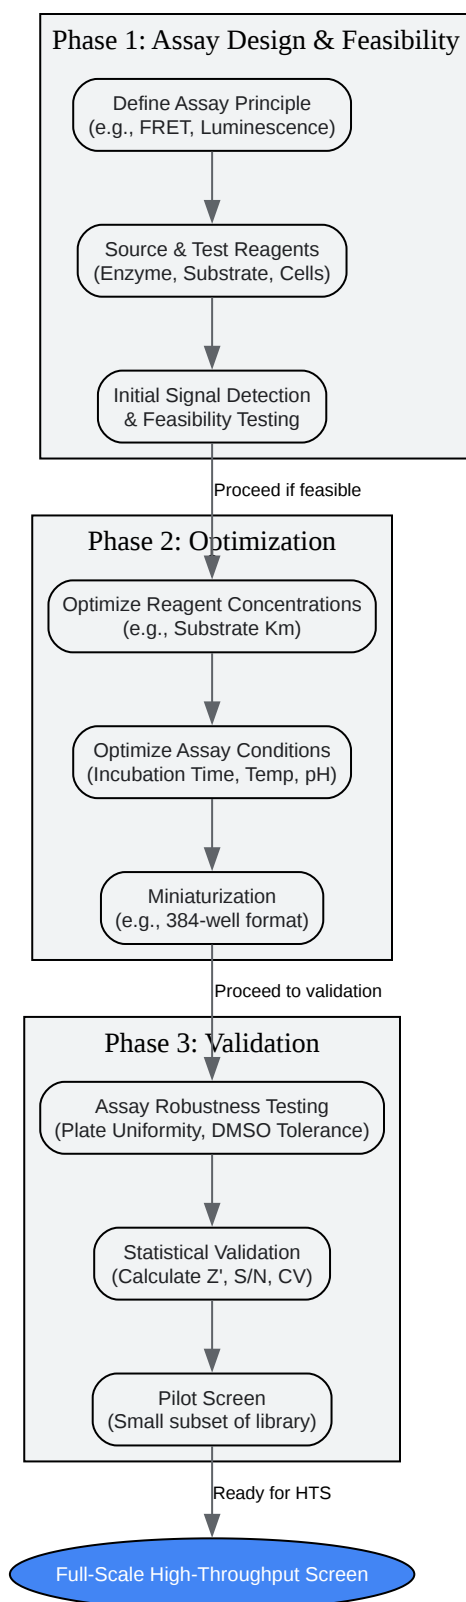 Phase 1: Assay Design & Feasibility
Define Assay Principle
(e.g., FRET, Luminescence)
Source & Test Reagents
(Enzyme, Substrate, Cells)
Initial Signal Detection
& Feasibility Testing
Proceed if feasible
Phase 2: Optimization
Optimize Reagent Concentrations
(e.g., Substrate Km)
Optimize Assay Conditions
(Incubation Time, Temp, pH)
Miniaturization
(e.g., 384-well format)
Proceed to validation
Phase 3: Validation
Assay Robustness Testing
(Plate Uniformity, DMSO Tolerance)
Statistical Validation
(Calculate Z', S/N, CV)
Pilot Screen
(Small subset of library)
Ready for HTS
Full-Scale High-Throughput Screen